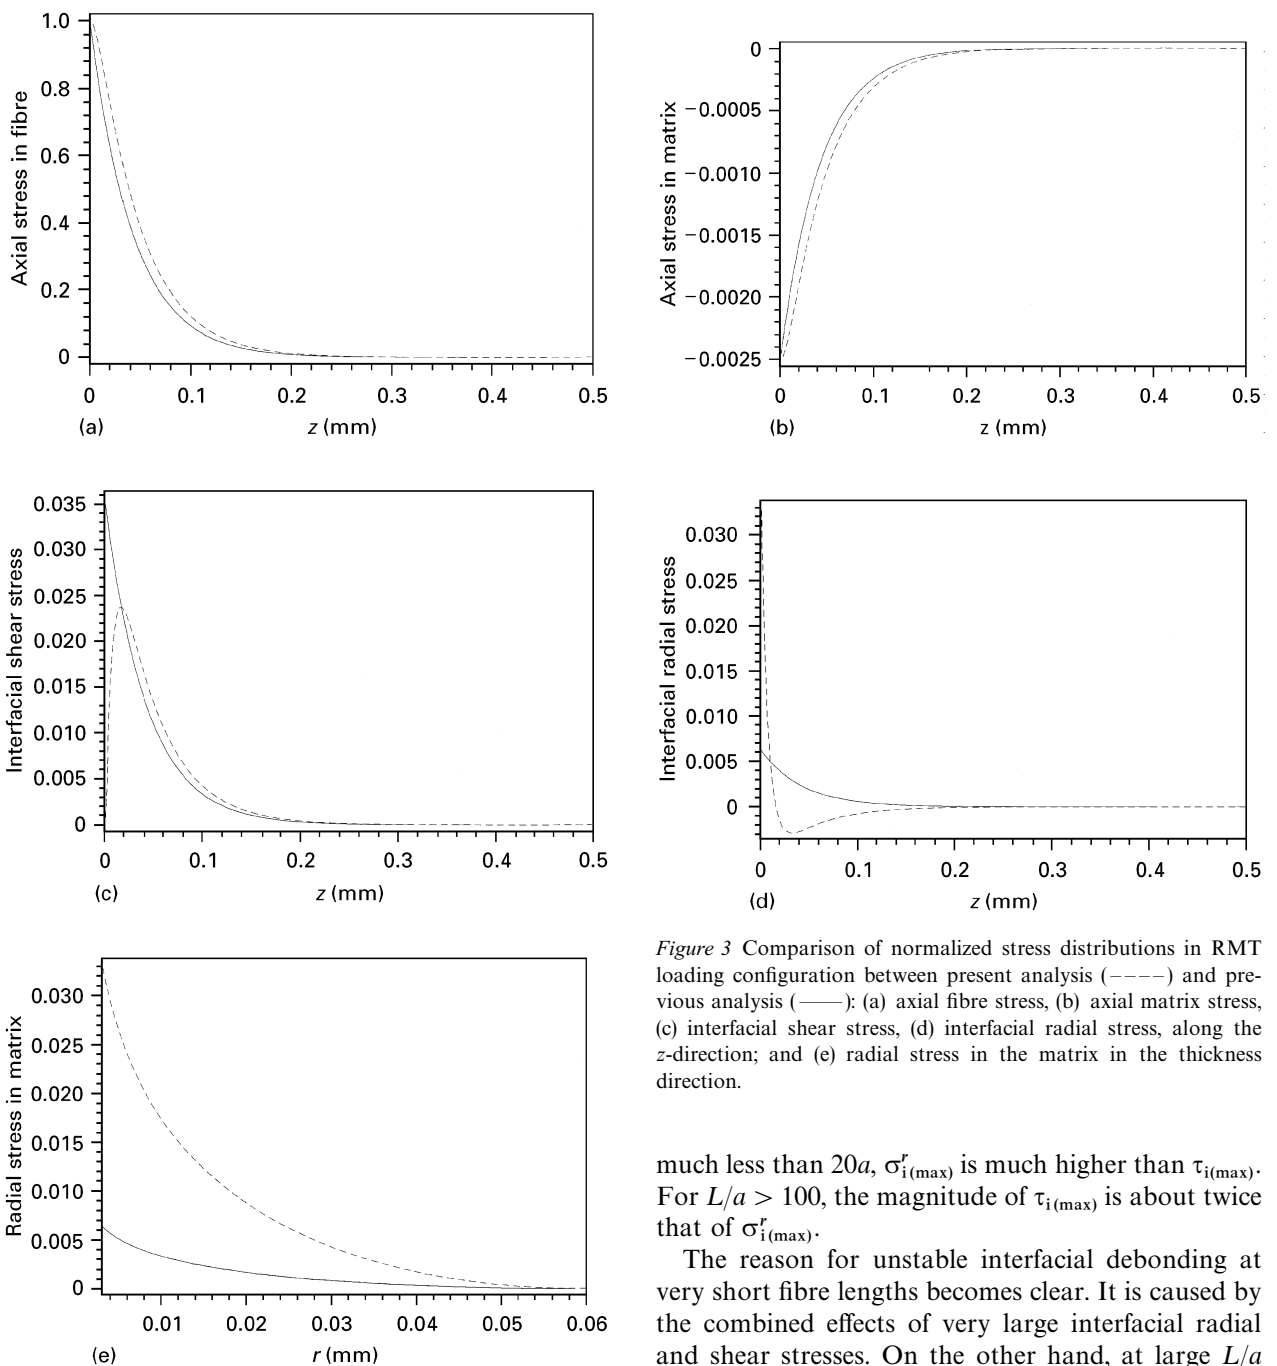 1.0
0.8
0.6
0.4
0.2
0
Axial stress in fibre
0 0.1 0.2 0.3 0.4 0.5
(a) z (mm)
0
−0.0005
−0.0010
−0.0015
−0.0020
−0.0025
Axial stress in matrix
0 0.1 0.2 0.3 0.4 0.5
(b) z (mm)
0.035
0.030
0.025
0.020
0.015
0.010
0.005
0
Interfacial shear stress
0 0.1 0.2 0.3 0.4 0.5
(c) z (mm)
0.030
0.025
0.020
0.015
0.010
0.005
0
Interfacial radial stress
0 0.1 0.2 0.3 0.4 0.5
(d) z (mm)
0.030
0.025
0.020
0.015
0.010
0.005
0
Radial stress in matrix
0.01 0.02 0.03 0.04 0.05 0.06
(e) r (mm)
Figure 3 Comparison of normalized stress distributions in RMT
loading configuration between present analysis (----) and pre-
vious analysis (——): (a) axial fibre stress, (b) axial matrix stress,
(c) interfacial shear stress, (d) interfacial radial stress, along the
z-direction; and (e) radial stress in the matrix in the thickness
direction.
much less than 20a, σʳi(max) is much higher than τi(max).
For L/a > 100, the magnitude of τi(max) is about twice
that of σʳi(max).
The reason for unstable interfacial debonding at
very short fibre lengths becomes clear. It is caused by
the combined effects of very large interfacial radial
and shear stresses. On the other hand, at large L/a